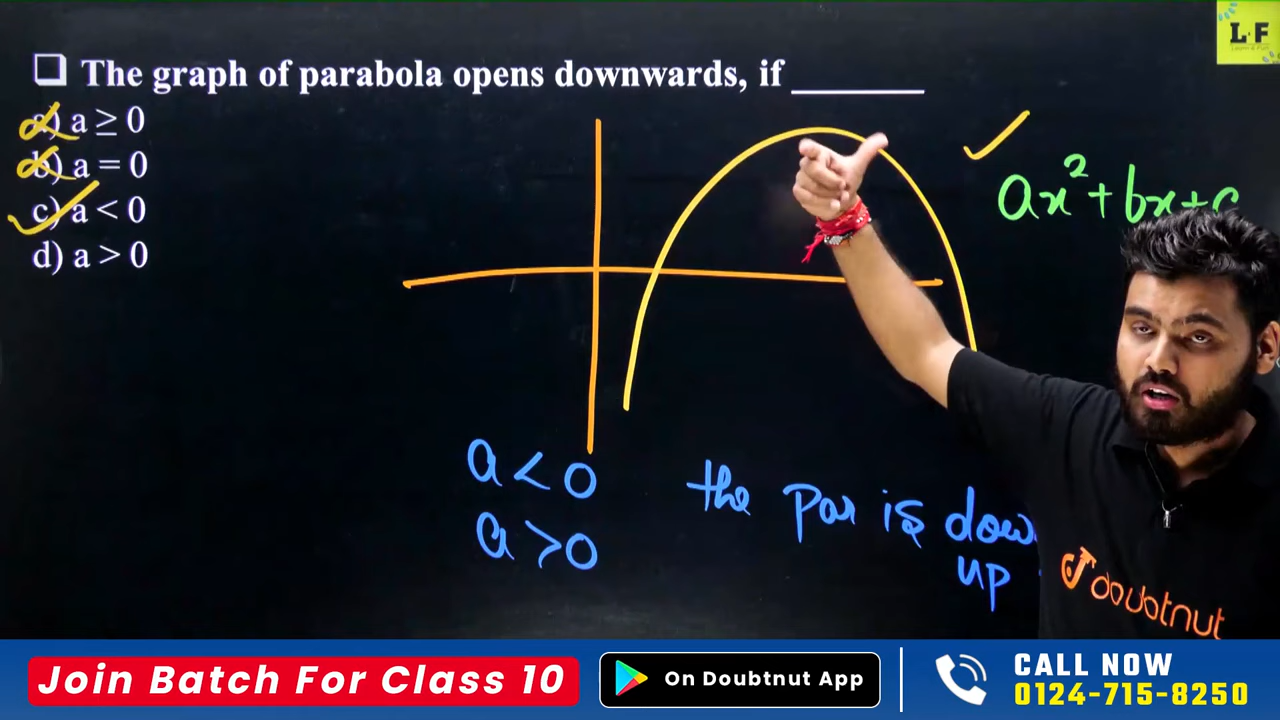 L.F
❑ The graph of parabola opens downwards, if ________
a) a ≥ 0
b) a = 0
c) a < 0
d) a > 0
ax² + bx + c
a < 0 the par is dow
a > 0 up
doubtnut
Join Batch For Class 10
On Doubtnut App
CALL NOW
0124-715-8250